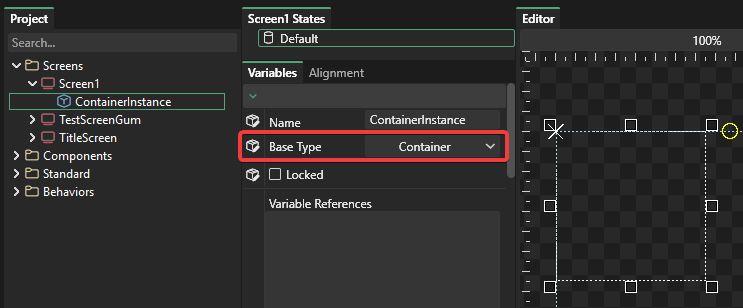 Project
Search...
Screens
Screen1
ContainerInstance
TestScreenGum
TitleScreen
Components
Standard
Behaviors
Screen1 States
Default
Variables
Alignment
Name
ContainerInstance
Base Type
Container
Locked
Variable References
Editor
100%